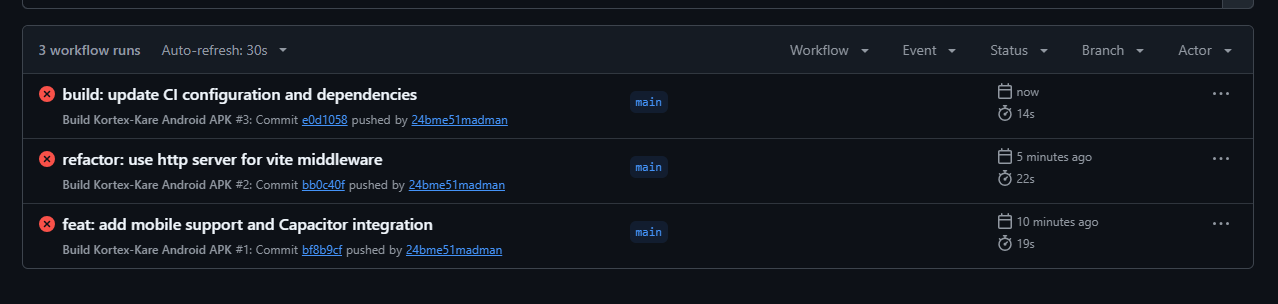 3 workflow runs Auto-refresh: 30s Workflow Event Status Branch Actor
build: update CI configuration and dependencies
main
now
Build Kortex-Kare Android APK #3: Commit e0d1058 pushed by 24bme51madman
14s
refactor: use http server for vite middleware
main
5 minutes ago
Build Kortex-Kare Android APK #2: Commit bb0c40f pushed by 24bme51madman
22s
feat: add mobile support and Capacitor integration
main
10 minutes ago
Build Kortex-Kare Android APK #1: Commit bf8b9cf pushed by 24bme51madman
19s